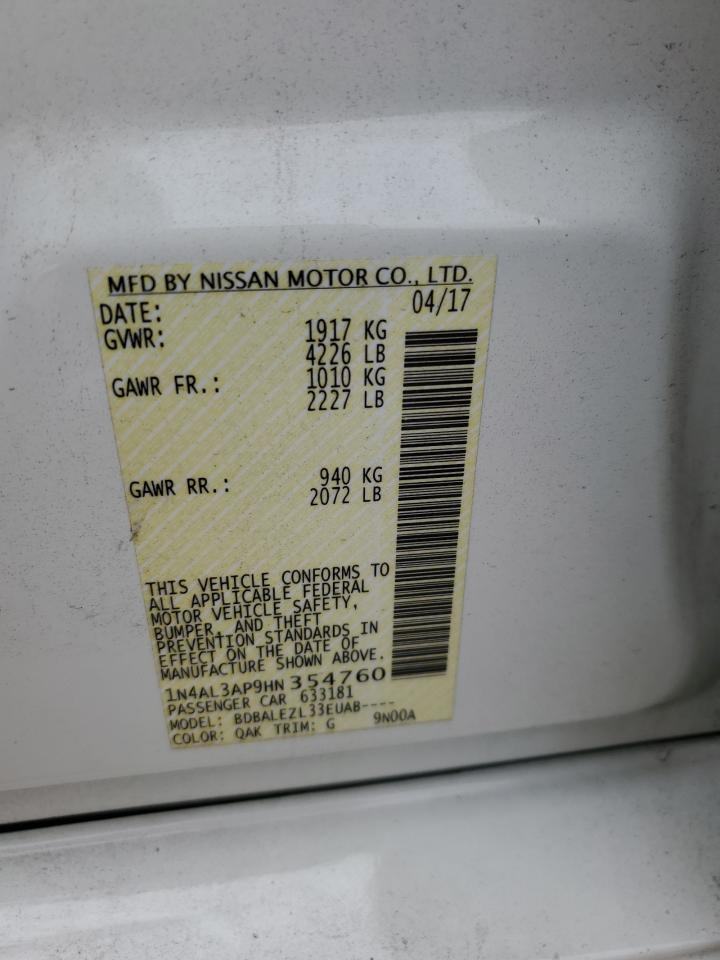 MFD BY NISSAN MOTOR CO., LTD.
DATE: 04/17
GVWR: 1917 KG
4226 LB
GAWR FR.: 1010 KG
2227 LB
GAWR RR.: 940 KG
2072 LB
THIS VEHICLE CONFORMS TO
ALL APPLICABLE FEDERAL
MOTOR VEHICLE SAFETY,
BUMPER, AND THEFT
PREVENTION STANDARDS IN
EFFECT ON THE DATE OF
MANUFACTURE SHOWN ABOVE.
1N4AL3AP9HN354760
PASSENGER CAR 633181
MODEL: BDBALEZL33EUAB----
COLOR: QAK TRIM: G 9N00A